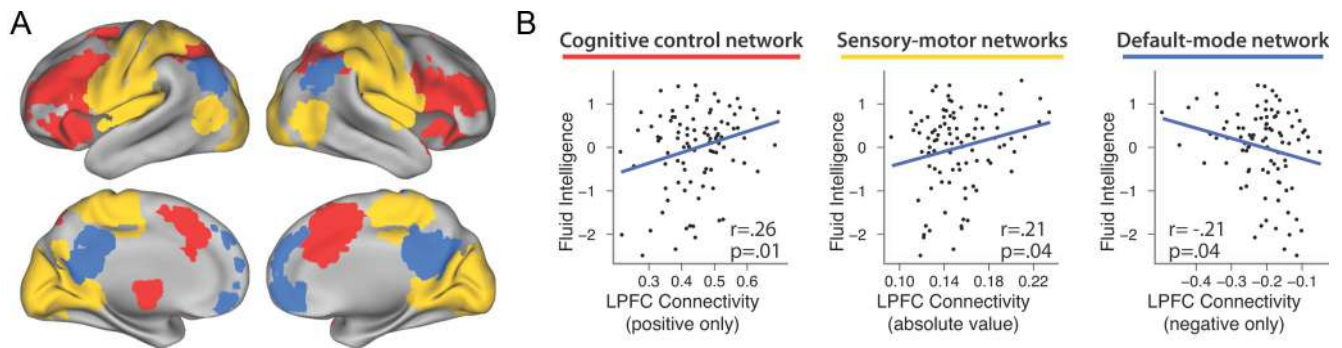 A
B
Cognitive control network
Sensory-motor networks
Default-mode network
Fluid Intelligence
1
0
−1
−2
r=.26
p=.01
0.3 0.4 0.5 0.6
LPFC Connectivity
(positive only)
Fluid Intelligence
1
0
−1
−2
r=.21
p=.04
0.10 0.14 0.18 0.22
LPFC Connectivity
(absolute value)
Fluid Intelligence
1
0
−1
−2
r= -.21
p=.04
−0.4 −0.3 −0.2 −0.1
LPFC Connectivity
(negative only)